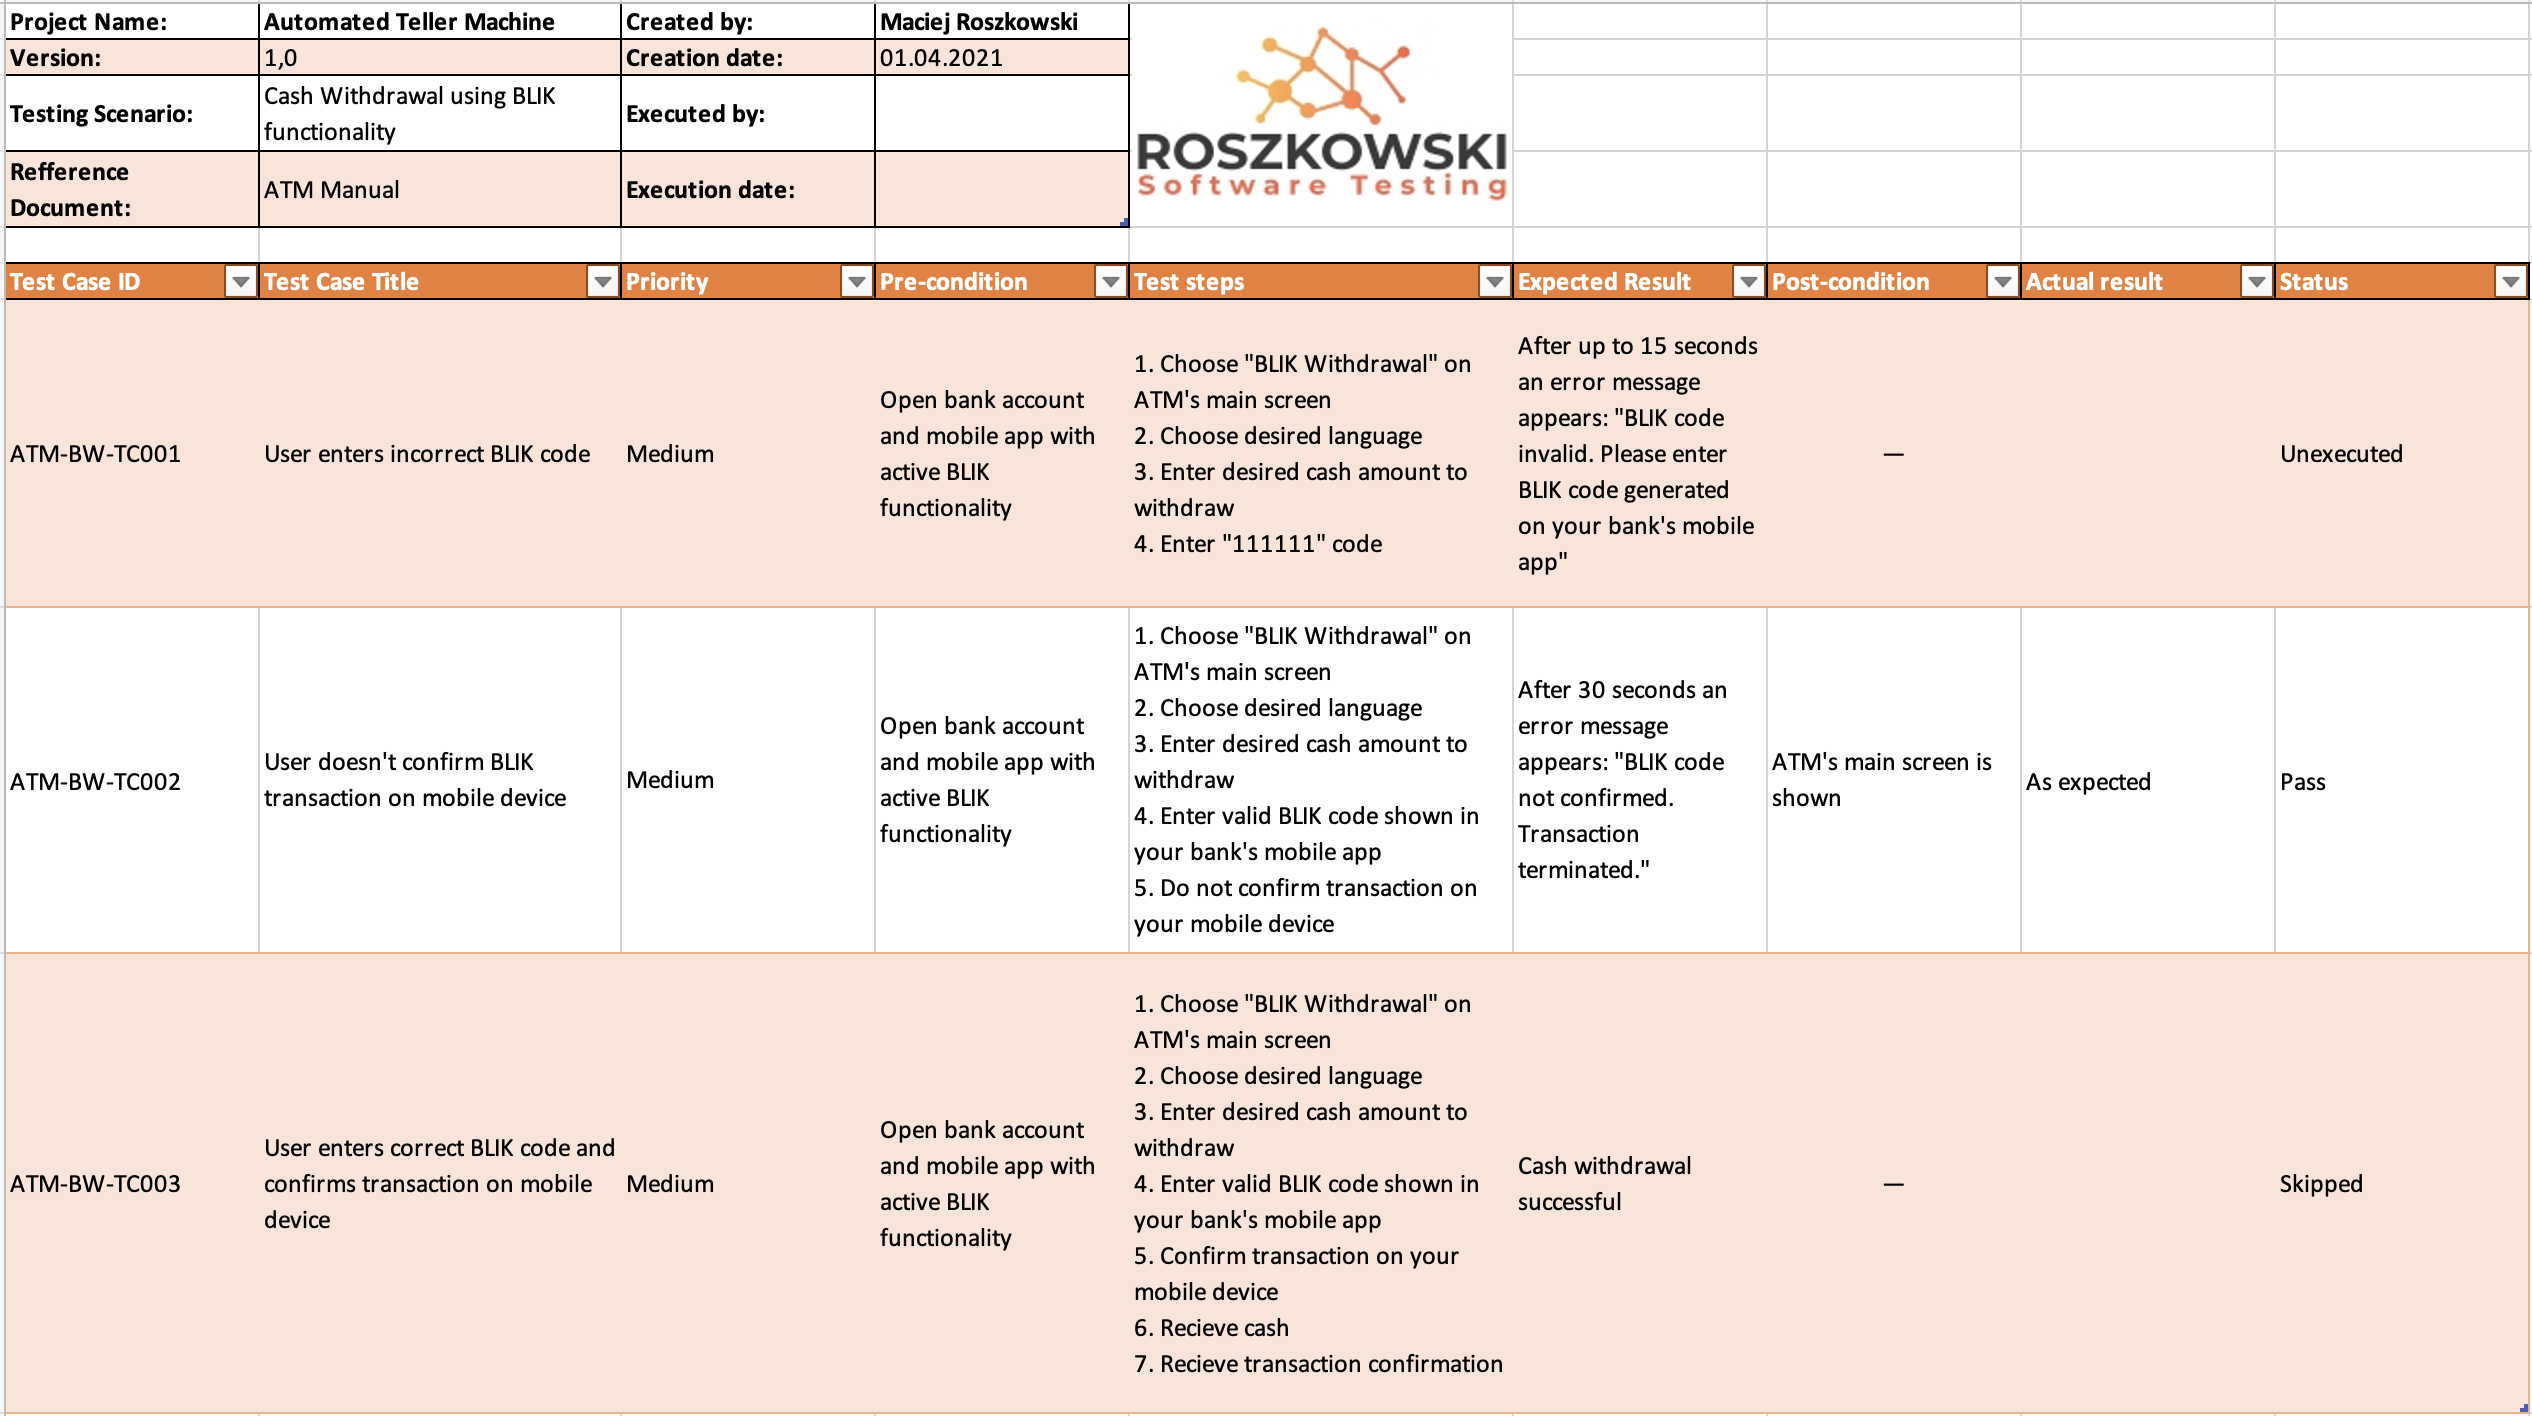 Project Name: Automated Teller Machine Created by: Maciej Roszkowski
Version: 1,0 Creation date: 01.04.2021
Testing Scenario: Cash Withdrawal using BLIK
functionality
Executed by:
Refference
Document:
ATM Manual
Execution date:
ROSZKOWSKI
Software Testing
Test Case ID Test Case Title Priority Pre-condition Test steps Expected Result Post-condition Actual result Status
ATM-BW-TC001
User enters incorrect BLIK code
Medium
Open bank account
and mobile app with
active BLIK
functionality
1. Choose "BLIK Withdrawal" on
ATM's main screen
2. Choose desired language
3. Enter desired cash amount to
withdraw
4. Enter "111111" code
After up to 15 seconds
an error message
appears: "BLIK code
invalid. Please enter
BLIK code generated
on your bank's mobile
app"
—
Unexecuted
ATM-BW-TC002
User doesn't confirm BLIK
transaction on mobile device
Medium
Open bank account
and mobile app with
active BLIK
functionality
1. Choose "BLIK Withdrawal" on
ATM's main screen
2. Choose desired language
3. Enter desired cash amount to
withdraw
4. Enter valid BLIK code shown in
your bank's mobile app
5. Do not confirm transaction on
your mobile device
After 30 seconds an
error message
appears: "BLIK code
not confirmed.
Transaction
terminated."
ATM's main screen is
shown
As expected
Pass
ATM-BW-TC003
User enters correct BLIK code and
confirms transaction on mobile
device
Medium
Open bank account
and mobile app with
active BLIK
functionality
1. Choose "BLIK Withdrawal" on
ATM's main screen
2. Choose desired language
3. Enter desired cash amount to
withdraw
4. Enter valid BLIK code shown in
your bank's mobile app
5. Confirm transaction on your
mobile device
6. Recieve cash
7. Recieve transaction confirmation
Cash withdrawal
successful
—
Skipped